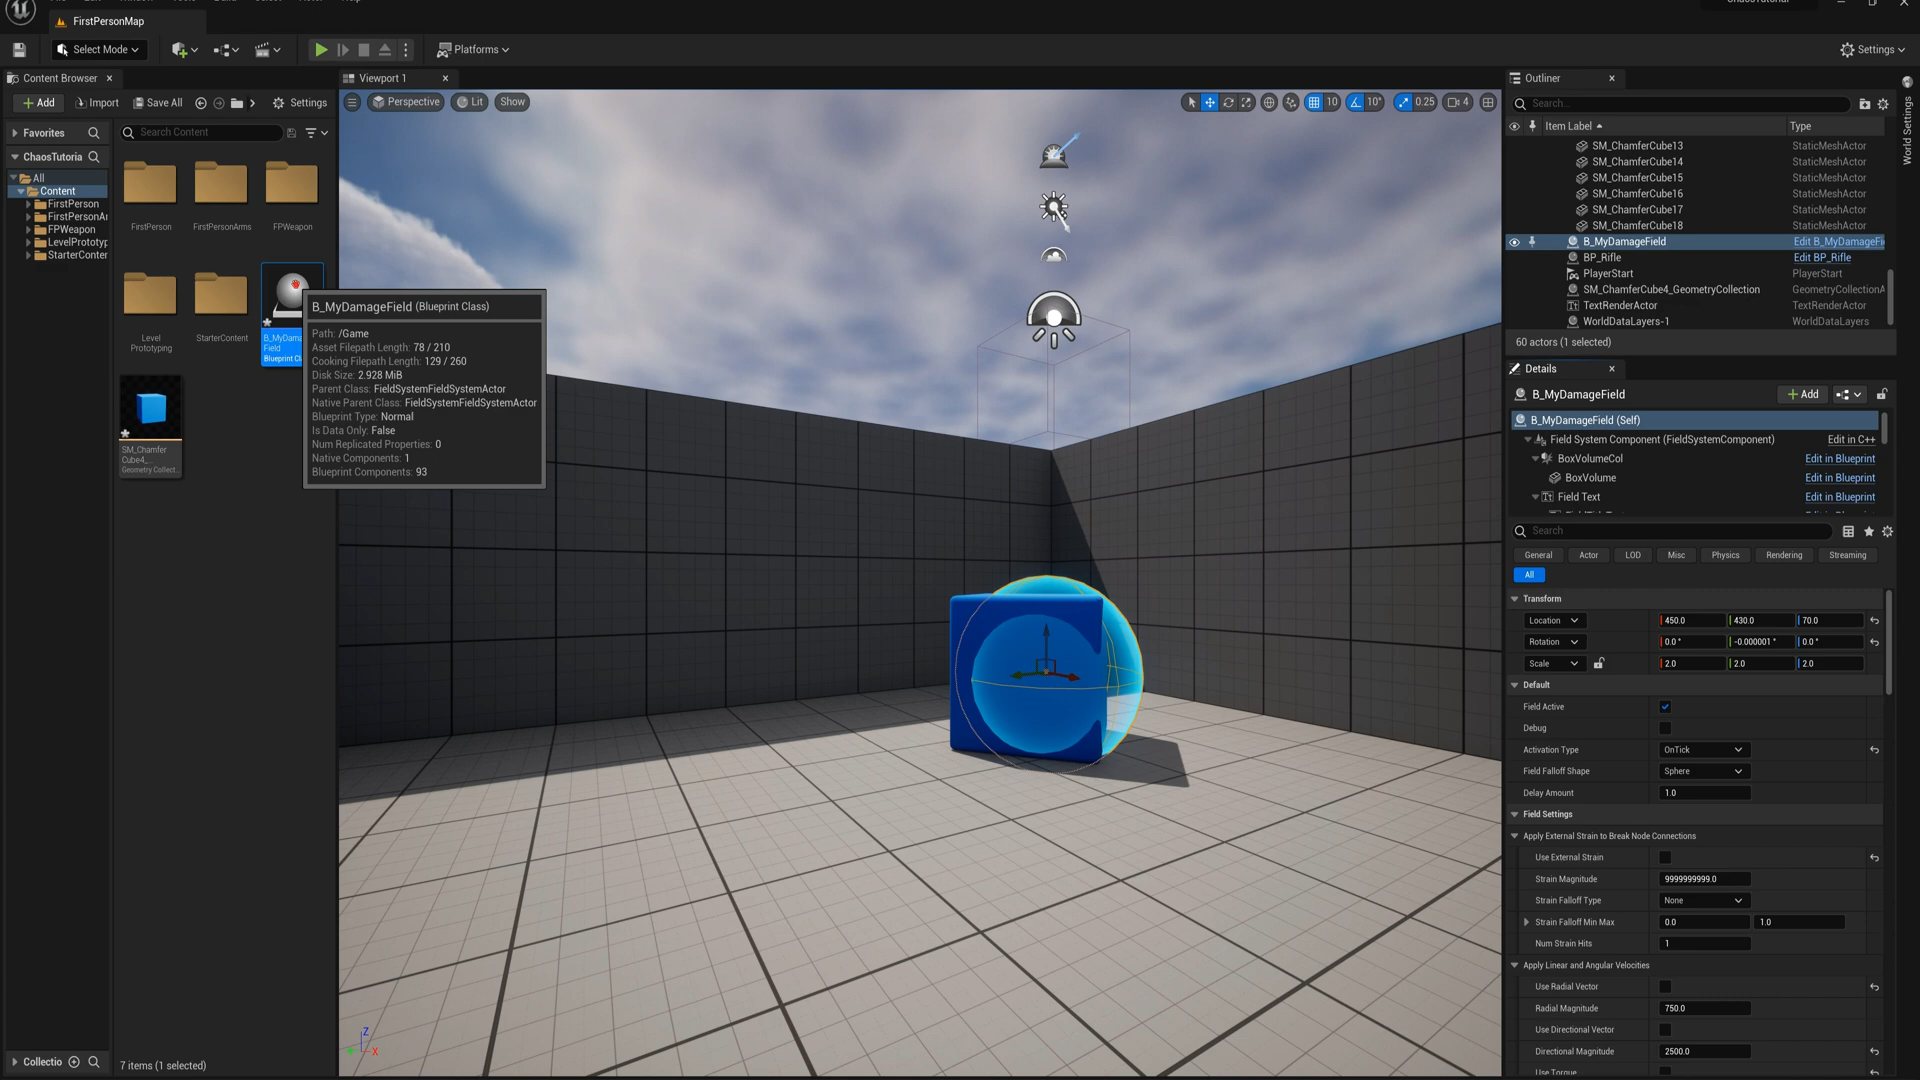 FirstPersonMap
Select Mode
Platforms
Settings
Content Browser
Add
Import
Save All
Settings
Favorites
Search Content
ChaosTutoria
All
Content
FirstPerson
FirstPersonAr
FPWeapon
LevelPrototyp
StarterConter
FirstPerson
FirstPersonArms
FPWeapon
Level
Prototyping
StarterContent
B_MyDama
Field
Blueprint Cl
SM_Chamfer
Cube4_...
Geometry Collect...
B_MyDamageField (Blueprint Class)
Path: /Game
Asset Filepath Length: 78 / 210
Cooking Filepath Length: 129 / 260
Disk Size: 2.928 MiB
Parent Class: FieldSystemFieldSystemActor
Native Parent Class: FieldSystemFieldSystemActor
Blueprint Type: Normal
Is Data Only: False
Num Replicated Properties: 0
Native Components: 1
Blueprint Components: 93
Collectio
7 items (1 selected)
Viewport 1
Perspective
Lit
Show
10
10°
0.25
4
Z
X
Outliner
Search...
Item Label
Type
SM_ChamferCube13 StaticMeshActor
SM_ChamferCube14 StaticMeshActor
SM_ChamferCube15 StaticMeshActor
SM_ChamferCube16 StaticMeshActor
SM_ChamferCube17 StaticMeshActor
SM_ChamferCube18 StaticMeshActor
B_MyDamageField Edit B_MyDamageFi
BP_Rifle Edit BP_Rifle
PlayerStart PlayerStart
SM_ChamferCube4_GeometryCollection GeometryCollectionA
TextRenderActor TextRenderActor
WorldDataLayers-1 WorldDataLayers
60 actors (1 selected)
World Settings
Details
B_MyDamageField
Add
B_MyDamageField (Self)
Field System Component (FieldSystemComponent) Edit in C++
BoxVolumeCol Edit in Blueprint
BoxVolume Edit in Blueprint
Field Text Edit in Blueprint
Search
General Actor LOD Misc Physics Rendering Streaming
All
Transform
Location 450.0 430.0 70.0
Rotation 0.0 ° -0.000001 ° 0.0 °
Scale 2.0 2.0 2.0
Default
Field Active
Debug
Activation Type OnTick
Field Falloff Shape Sphere
Delay Amount 1.0
Field Settings
Apply External Strain to Break Node Connections
Use External Strain
Strain Magnitude 9999999999.0
Strain Falloff Type None
Strain Falloff Min Max 0.0 1.0
Num Strain Hits 1
Apply Linear and Angular Velocities
Use Radial Vector
Radial Magnitude 750.0
Use Directional Vector
Directional Magnitude 2500.0
Use Torque